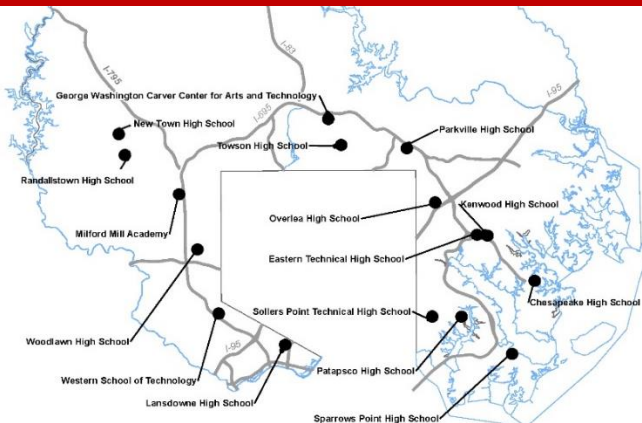 I-83
I-795
I-95
George Washington Carver Center for Arts and Technology
I-695
New Town High School
Parkville High School
Towson High School
Randallstown High School
Kenwood High School
Overlea High School
Milford Mill Academy
Eastern Technical High School
Chesapeake High School
Sollers Point Technical High School
Woodlawn High School
I-95
Patapsco High School
Western School of Technology
Lansdowne High School
Sparrows Point High School